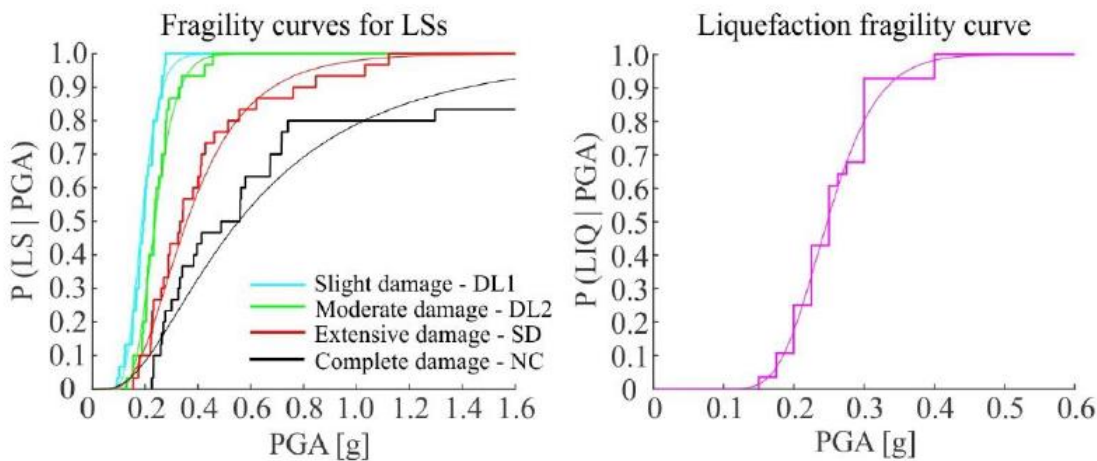 Fragility curves for LSs
P (LS | PGA)
1.0
0.9
0.8
0.7
0.6
0.5
0.4
0.3
0.2
0.1
0
Slight damage - DL1
Moderate damage - DL2
Extensive damage - SD
Complete damage - NC
0 0.2 0.4 0.6 0.8 1.0 1.2 1.4 1.6
PGA [g]
Liquefaction fragility curve
P (LIQ | PGA)
1.0
0.9
0.8
0.7
0.6
0.5
0.4
0.3
0.2
0.1
0
0 0.1 0.2 0.3 0.4 0.5 0.6
PGA [g]